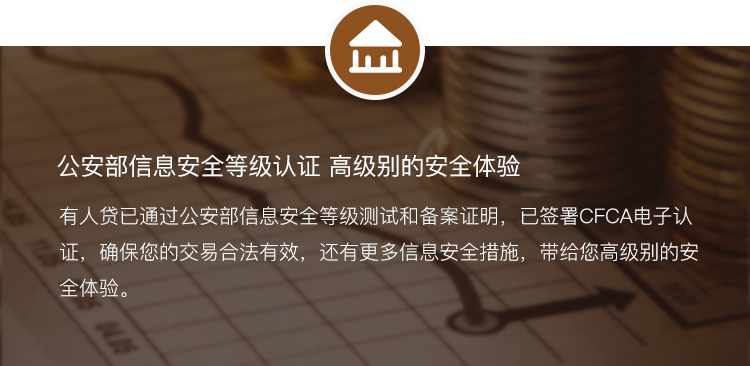 公安部信息安全等级认证 高级别的安全体验
有人贷已通过公安部信息安全等级测试和备案证明，已签署CFCA电子认
证，确保您的交易合法有效，还有更多信息安全措施，带给您高级别的安
全体验。
04.05